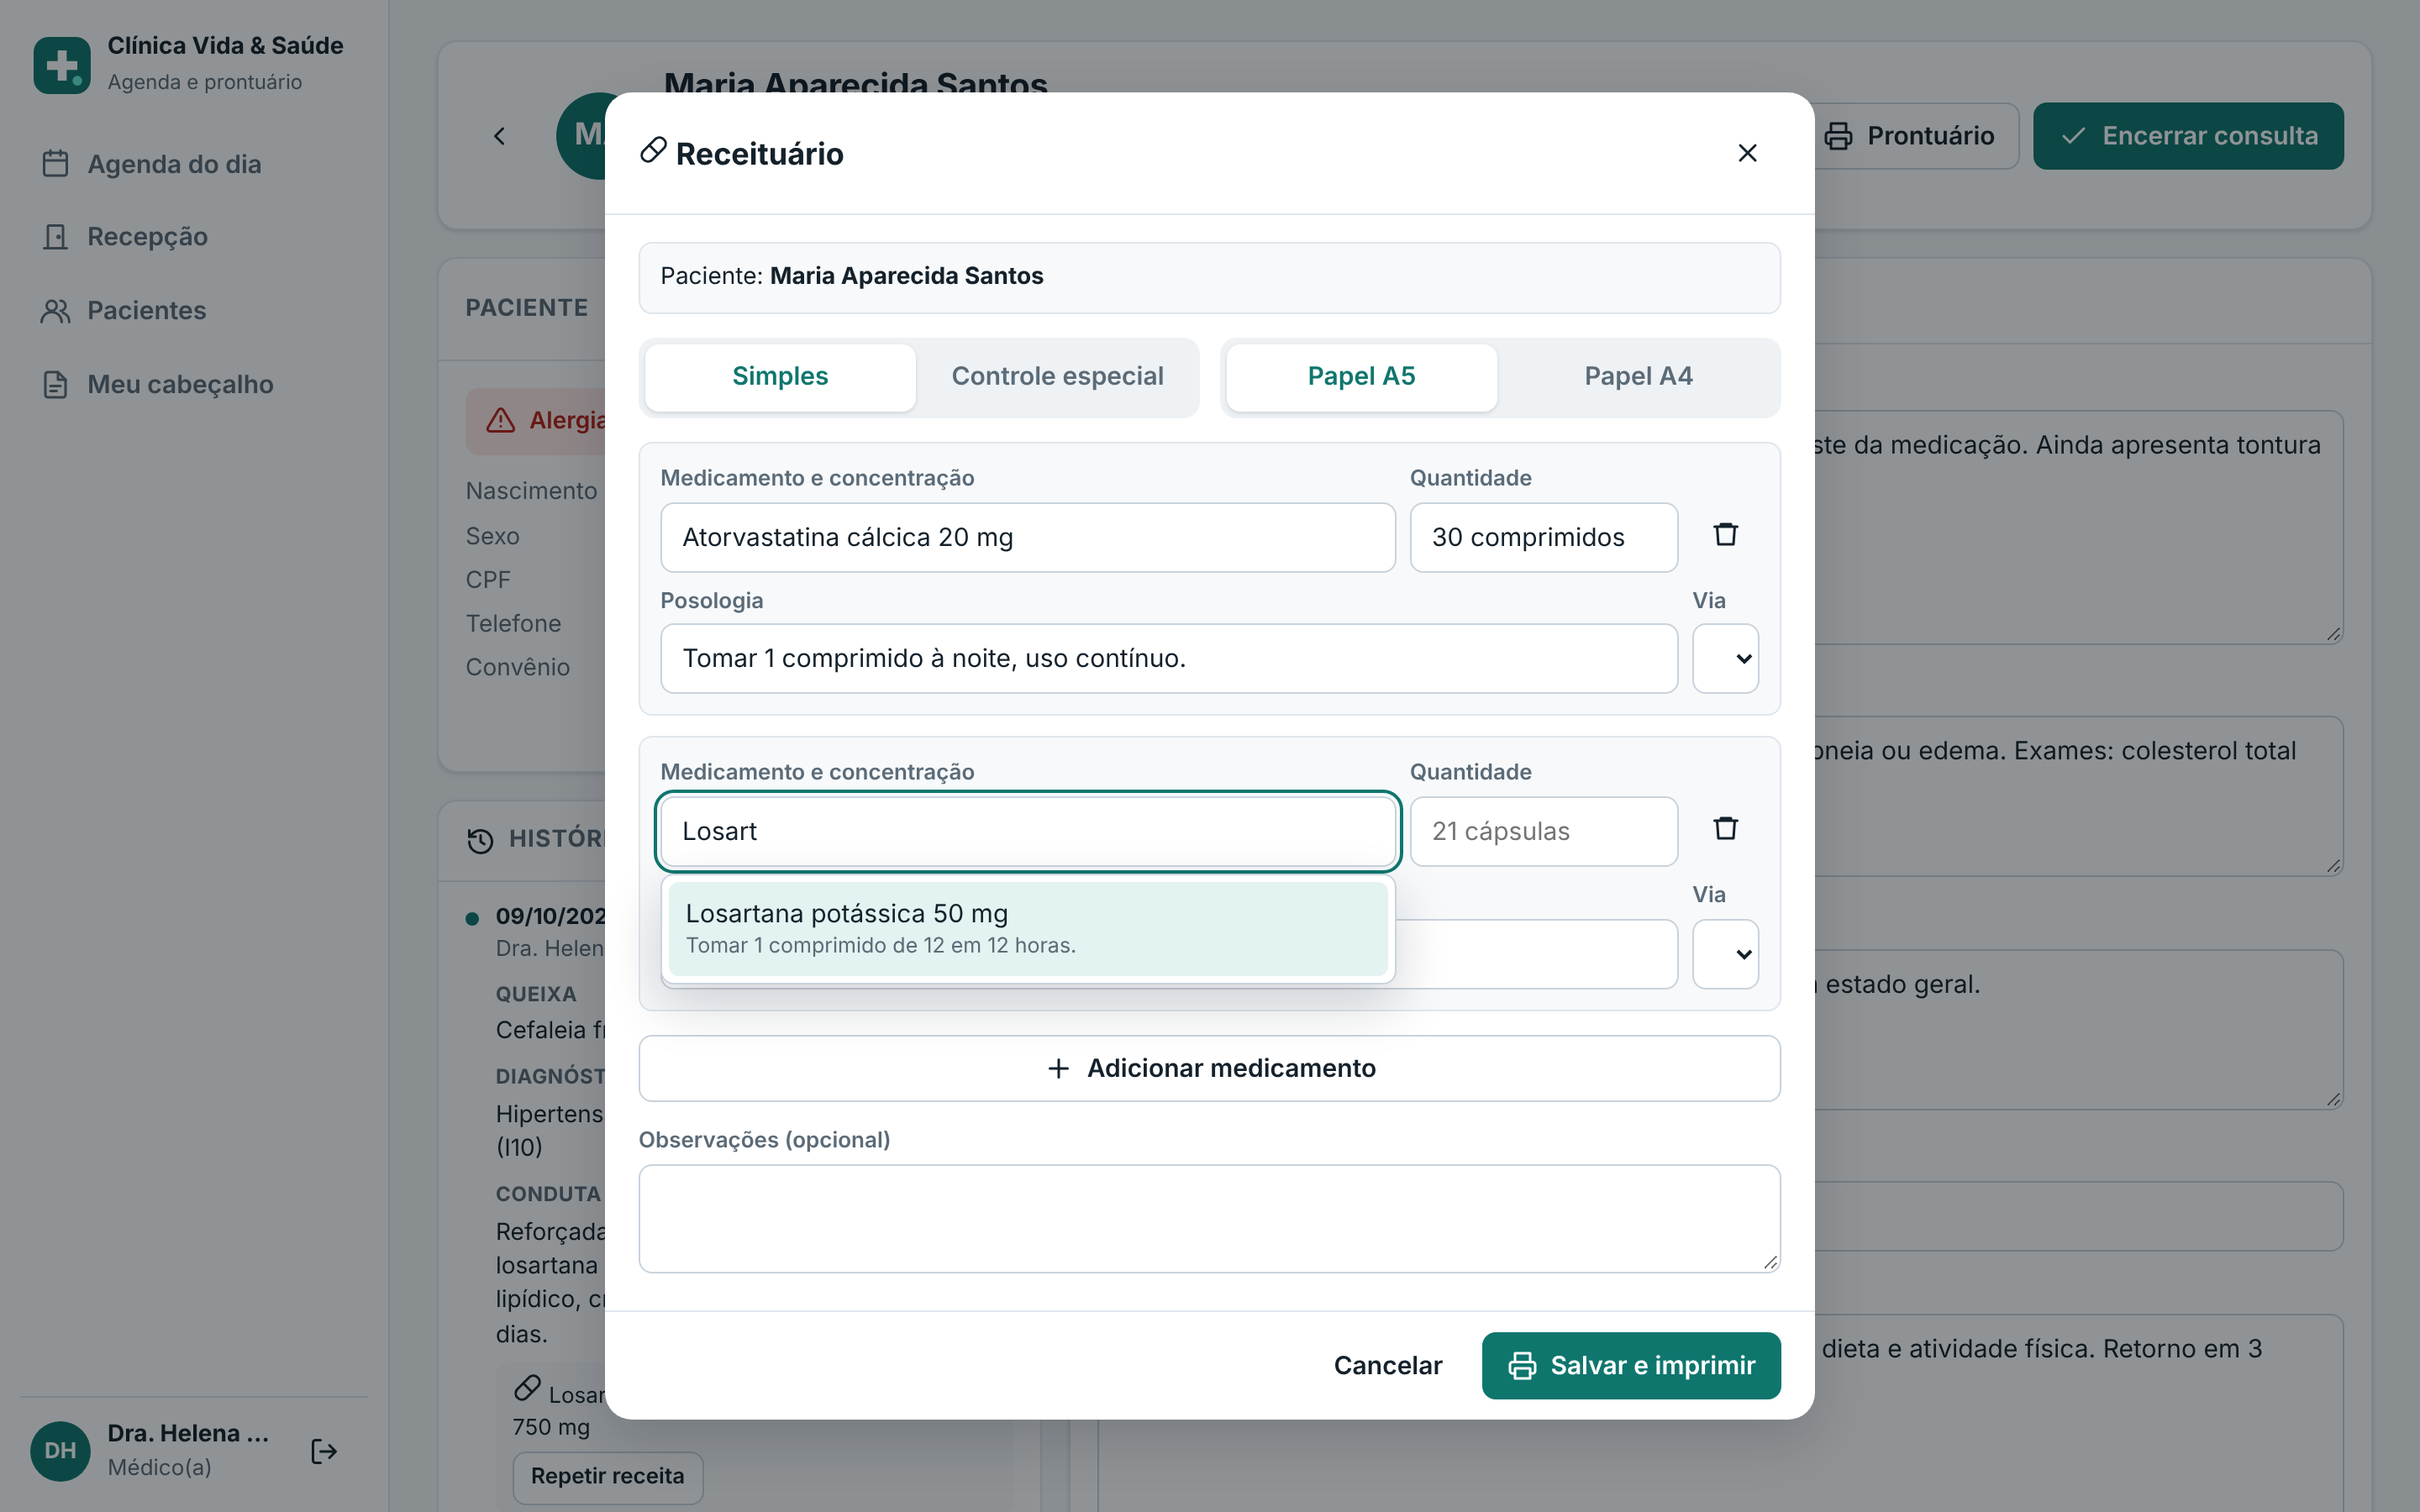 Clínica Vida & Saúde
Agenda e prontuário
Agenda do dia
Recepção
Pacientes
Meu cabeçalho
Dra. Helena ...
Médico(a)
DH
Maria Aparecida Santos
Prontuário
Encerrar consulta
PACIENTE
Alergia
Nascimento
Sexo
CPF
Telefone
Convênio
09/10/202
Dra. Helen
QUEIXA
Cefaleia
(I10)
CONDUTA
Reforçada
losartana
lipídico,
dias.
750 mg
Repetir receita
Receituário
Paciente: Maria Aparecida Santos
Simples
Controle especial
Papel A5
Papel A4
Medicamento e concentração
Quantidade
Atorvastatina cálcica 20 mg
30 comprimidos
Posologia
Via
Tomar 1 comprimido à noite, uso contínuo.
Medicamento e concentração
Quantidade
Losart
21 cápsulas
Via
Losartana potássica 50 mg
Tomar 1 comprimido de 12 em 12 horas.
Adicionar medicamento
Observações (opcional)
Cancelar
Salvar e imprimir
da medicação. Ainda apresenta tontura
ou edema. Exames: colesterol total
estado geral.
dieta e atividade física. Retorno em 3